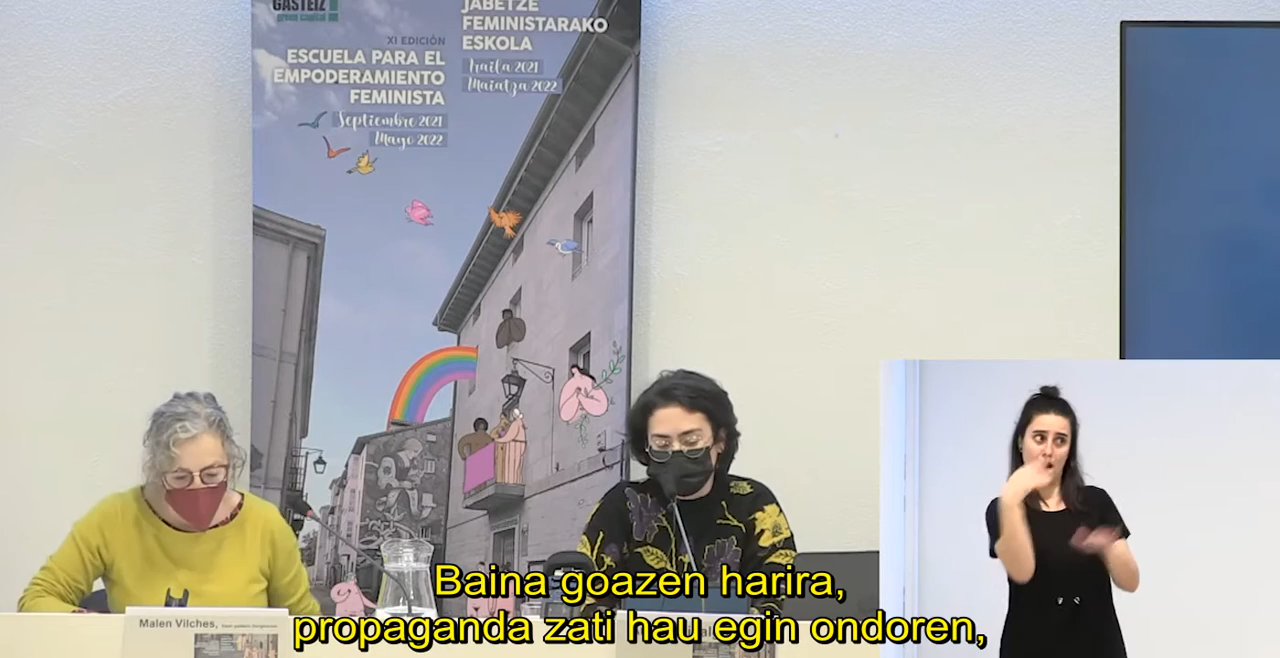 GASTEIZ
green capital
XI EDICIÓN
ESCUELA PARA EL
EMPODERAMIENTO
FEMINISTA
Septiembre 2021
Mayo 2022
JABETZE
FEMINISTARAKO
ESKOLA
Iraila 2021
Maiatza 2022
Malen Vilches,
Baina goazen harira,
propaganda zati hau egin ondoren,